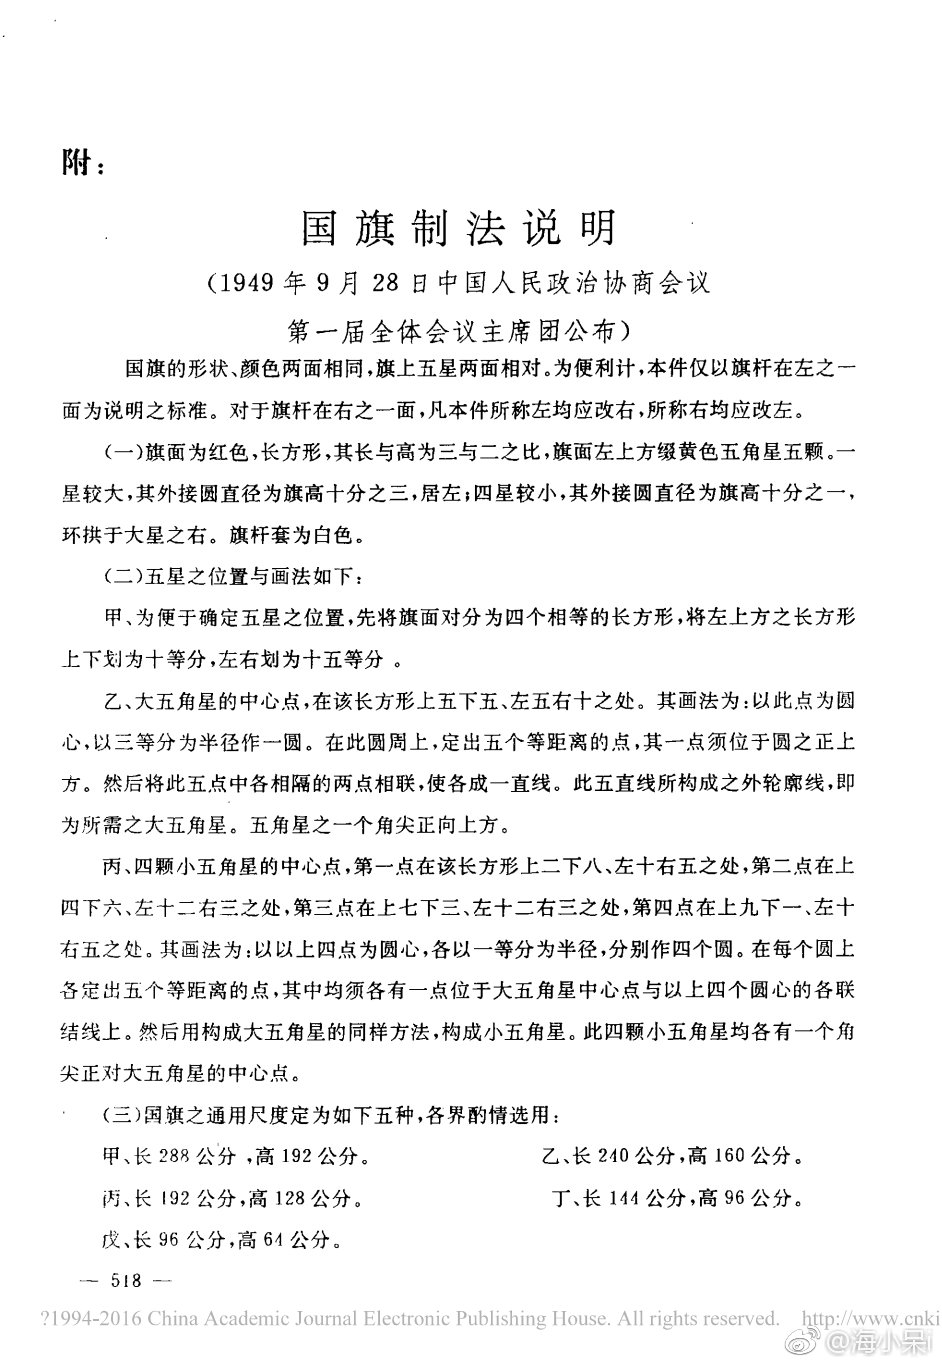 附：
国旗制法说明
（1949年9月28日中国人民政治协商会议
第一届全体会议主席团公布）
国旗的形状、颜色两面相同，旗上五星两面相对。为便利计，本件仅以旗杆在左之一
面为说明之标准。对于旗杆在右之一面，凡本件所称左均应改右，所称右均应改左。
（一）旗面为红色，长方形，其长与高为三与二之比，旗面左上方缀黄色五角星五颗。一
星较大，其外接圆直径为旗高十分之三，居左；四星较小，其外接圆直径为旗高十分之一，
环拱于大星之右。旗杆套为白色。
（二）五星之位置与画法如下：
甲、为便于确定五星之位置，先将旗面对分为四个相等的长方形，将左上方之长方形
上下划为十等分，左右划为十五等分。
乙、大五角星的中心点，在该长方形上五下五、左五右十之处。其画法为：以此点为圆
心，以三等分为半径作一圆。在此圆周上，定出五个等距离的点，其一点须位于圆之正上
方。然后将此五点中各相隔的两点相联，使各成一直线。此五直线所构成之外轮廓线，即
为所需之大五角星。五角星之一个角尖正向上方。
丙、四颗小五角星的中心点，第一点在该长方形上二下八、左十右五之处，第二点在上
四下六、左十二右三之处，第三点在上七下三、左十二右三之处，第四点在上九下一、左十
右五之处。其画法为：以以上四点为圆心，各以一等分为半径，分别作四个圆。在每个圆上
各定出五个等距离的点，其中均须各有一点位于大五角星中心点与以上四个圆心的各联
结线上。然后用构成大五角星的同样方法，构成小五角星。此四颗小五角星均各有一个角
尖正对大五角星的中心点。
（三）国旗之通用尺度定为如下五种，各界酌情选用：
甲、长288公分，高192公分。 乙、长240公分，高160公分。
丙、长192公分，高128公分。 丁、长144公分，高96公分。
戊、长96公分，高64公分。
— 518 —
?1994-2016 China Academic Journal Electronic Publishing House. All rights reserved. http://www.cnki
@海小呆i